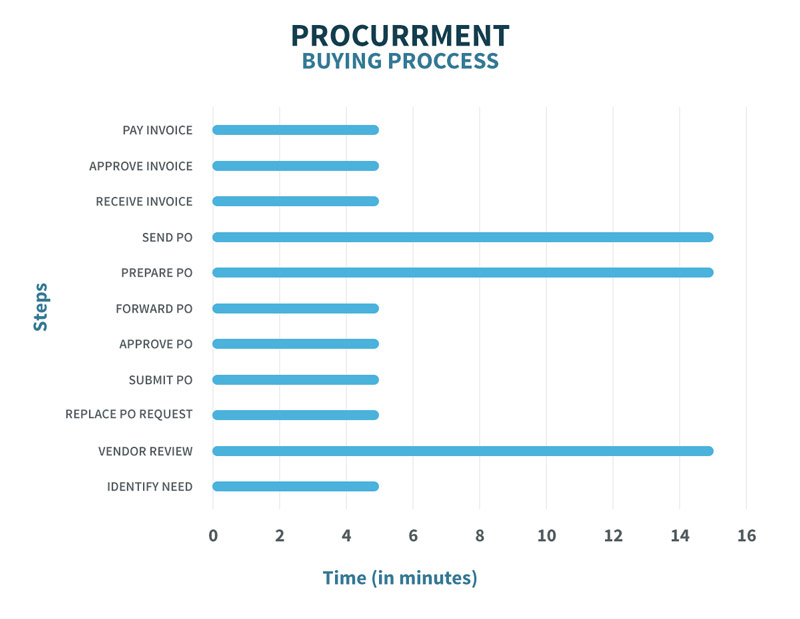 PROCURRMENT
BUYING PROCCESS
PAY INVOICE
APPROVE INVOICE
RECEIVE INVOICE
SEND PO
PREPARE PO
FORWARD PO
APPROVE PO
SUBMIT PO
REPLACE PO REQUEST
VENDOR REVIEW
IDENTIFY NEED
Steps
0 2 4 6 8 10 12 14 16
Time (in minutes)